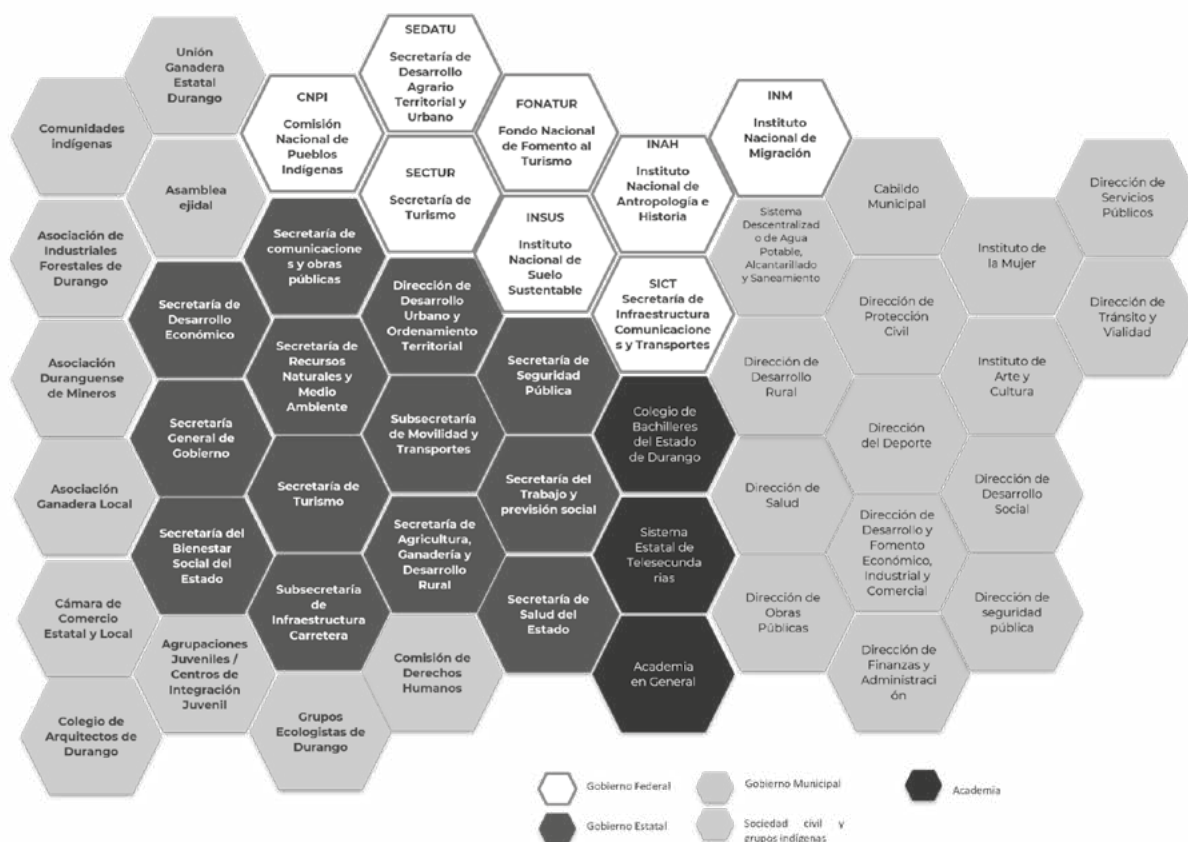 Comunidades
indígenas
Asociación de
Industriales
Forestales de
Durango
Asociación
Duranguense
de Mineros
Asociación
Ganadera Local
Cámara de
Comercio
Estatal y Local
Colegio de
Arquitectos de
Durango
Unión
Ganadera
Estatal
Durango
Asamblea
ejidal
Secretaría de
Desarrollo
Económico
Secretaría
General de
Gobierno
Secretaría del
Bienestar
Social del
Estado
Agrupaciones
Juveniles /
Centros de
Integración
Juvenil
CNPI
Comisión
Nacional de
Pueblos
Indígenas
Secretaría de
comunicacione
s y obras
públicas
Secretaría de
Recursos
Naturales y
Medio
Ambiente
Secretaría de
Turismo
Subsecretaría
de
Infraestructura
Carretera
Grupos
Ecologistas
de Durango
SEDATU
Secretaría de
Desarrollo
Agrario
Territorial y
Urbano
SECTUR
Secretaría de
Turismo
Dirección de
Desarrollo
Urbano y
Ordenamiento
Territorial
Subsecretaría
de Movilidad y
Transportes
Secretaría de
Agricultura,
Ganadería y
Desarrollo
Rural
Comisión de
Derechos
Humanos
FONATUR
Fondo Nacional
de Fomento al
Turismo
INSUS
Instituto
Nacional de
Suelo
Sustentable
Secretaría de
Seguridad
Pública
Secretaría del
Trabajo y
previsión social
Secretaría de
Salud del
Estado
INAH
Instituto
Nacional de
Antropología e
Historia
SICT
Secretaría de
Infraestructura
Comunicacione
s y Transportes
Colegio de
Bachilleres
del Estado
de Durango
Sistema
Estatal de
Telesecunda
rias
Academia
en General
INM
Instituto
Nacional de
Migración
Sistema
Descentralizad
o de Agua
Potable,
Alcantarillado
y Saneamiento
Dirección de
Desarrollo
Rural
Dirección de
Salud
Dirección de
Obras
Públicas
Cabildo
Municipal
Dirección de
Protección
Civil
Dirección
del Deporte
Dirección de
Desarrollo y
Fomento
Económico,
Industrial y
Comercial
Dirección de
Finanzas y
Administraci
ón
Instituto de
la Mujer
Instituto de
Arte y
Cultura
Dirección de
Desarrollo
Social
Dirección de
seguridad
pública
Dirección de
Servicios
Públicos
Dirección de
Tránsito y
Vialidad
Gobierno Federal
Gobierno Municipal
Academia
Gobierno Estatal
Sociedad civil y
grupos indígenas